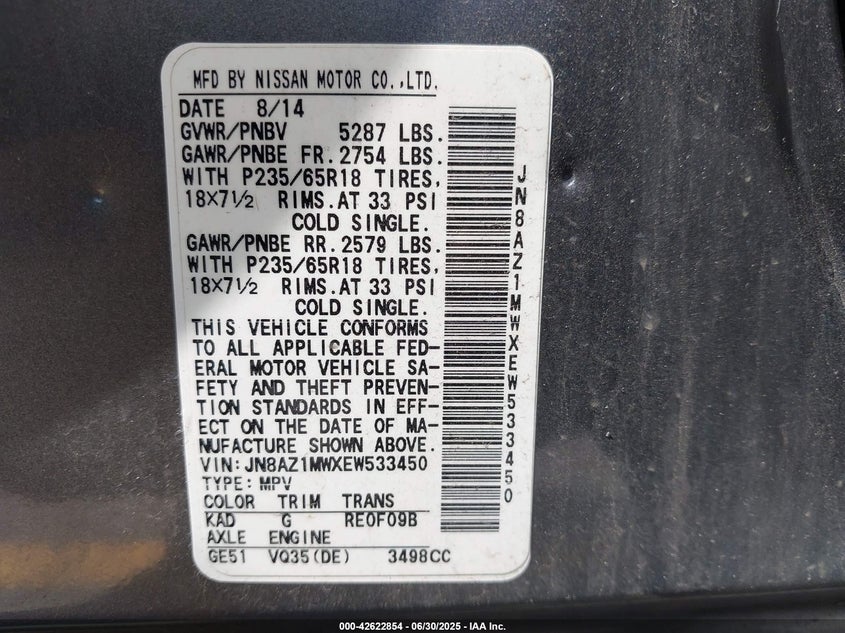 MFD BY NISSAN MOTOR CO.,LTD.
DATE 8/14
GVWR/PNBV 5287 LBS.
GAWR/PNBE FR. 2754 LBS.
WITH P235/65R18 TIRES,
18×7½ RIMS. AT 33 PSI
COLD SINGLE.
GAWR/PNBE RR. 2579 LBS.
WITH P235/65R18 TIRES,
18×7½ RIMS. AT 33 PSI
COLD SINGLE.
THIS VEHICLE CONFORMS
TO ALL APPLICABLE FED-
ERAL MOTOR VEHICLE SA-
FETY AND THEFT PREVEN-
TION STANDARDS IN EFF-
ECT ON THE DATE OF MA-
NUFACTURE SHOWN ABOVE.
VIN:JN8AZ1MWXEW533450
TYPE:MPV
COLOR TRIM TRANS
KAD G RE0F09B
AXLE ENGINE
GE51 VQ35(DE) 3498CC
JN8AZ1MWXEW533450
000-42622854 - 06/30/2025 - IAA Inc.